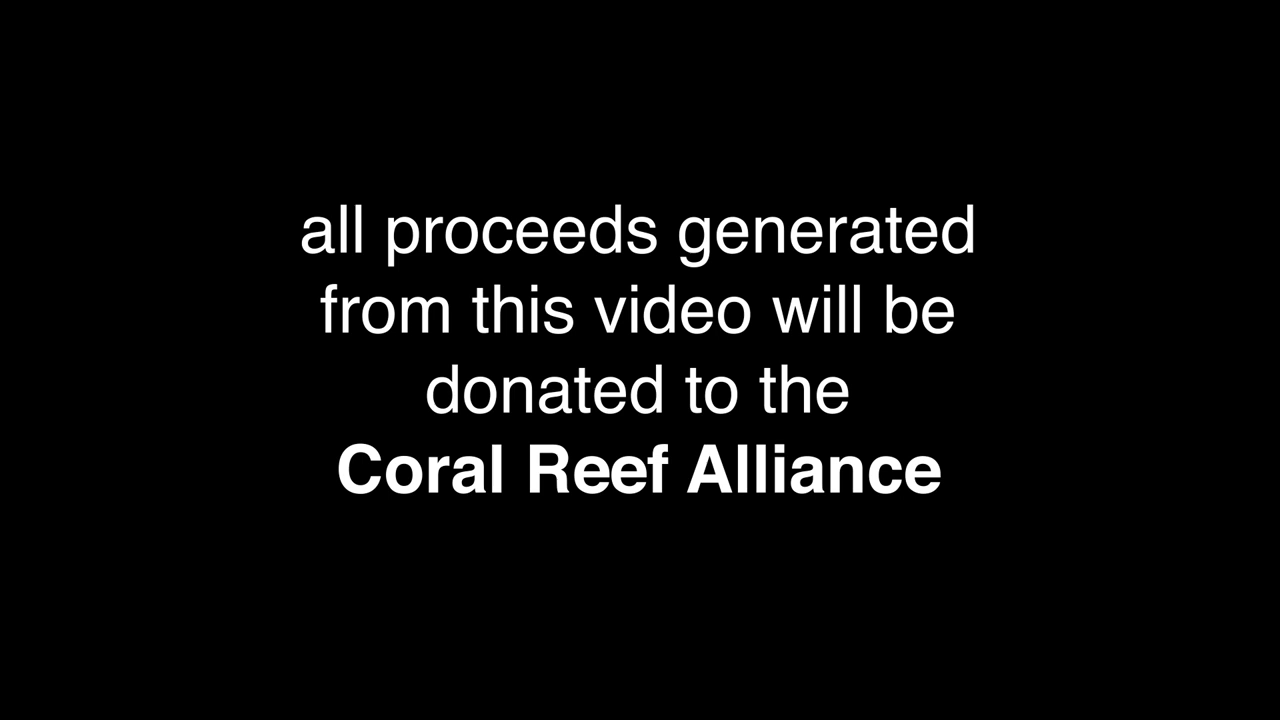 all proceeds generated
from this video will be
donated to the
Coral Reef Alliance